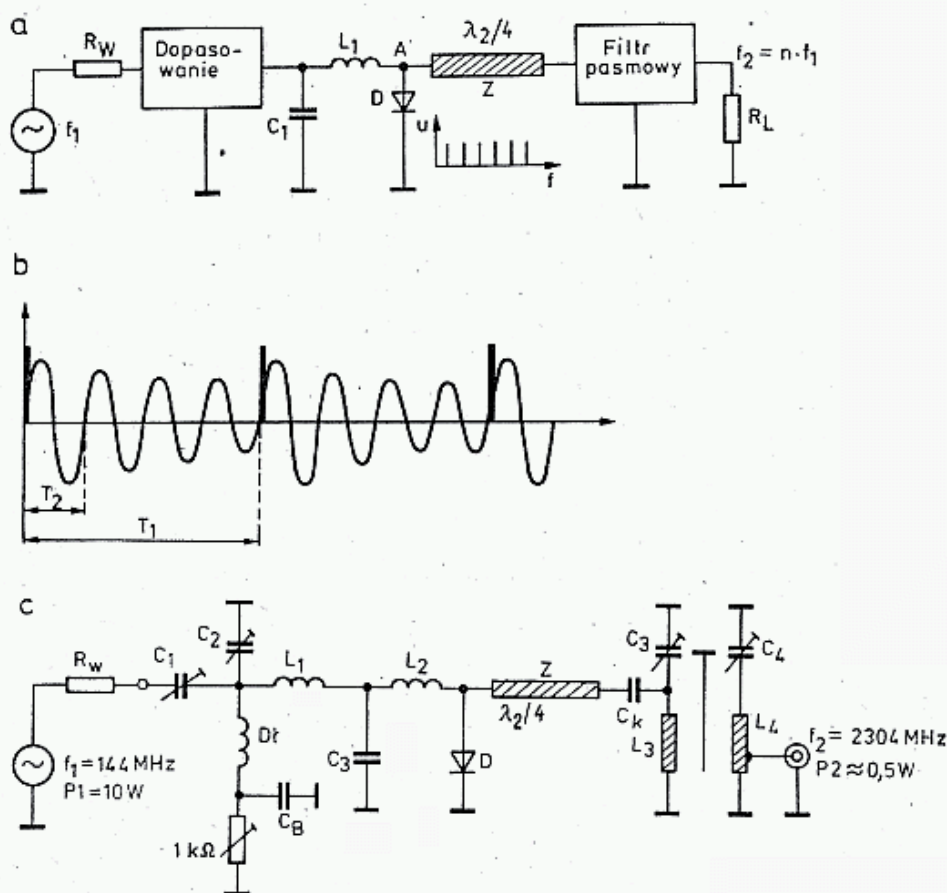 a
R_W
Dopaso-
wanie
L_1
A
λ_2/4
Z
Filtr
pasmowy
f_2 = n·f_1
f_1
C_1
D
u
f
R_L
b
T_2
T_1
c
R_w
C_1
C_2
L_1
L_2
Z
λ_2/4
C_k
C_3
C_4
L_3
L_4
Dł
C_3
D
C_B
1 kΩ
f_1 = 144 MHz
P1 = 10 W
f_2 = 2304 MHz
P2 ≈ 0,5 W